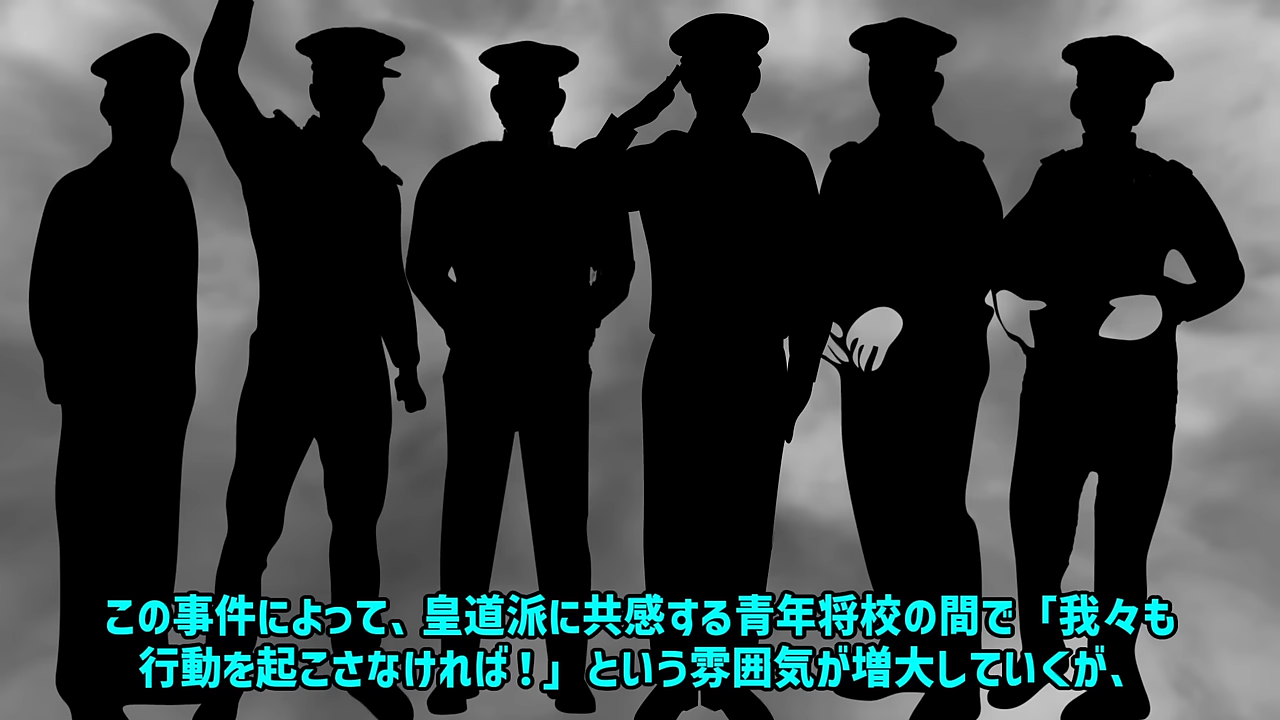 この事件によって、皇道派に共感する青年将校の間で「我々も
行動を起こさなければ！」という雰囲気が増大していくが、